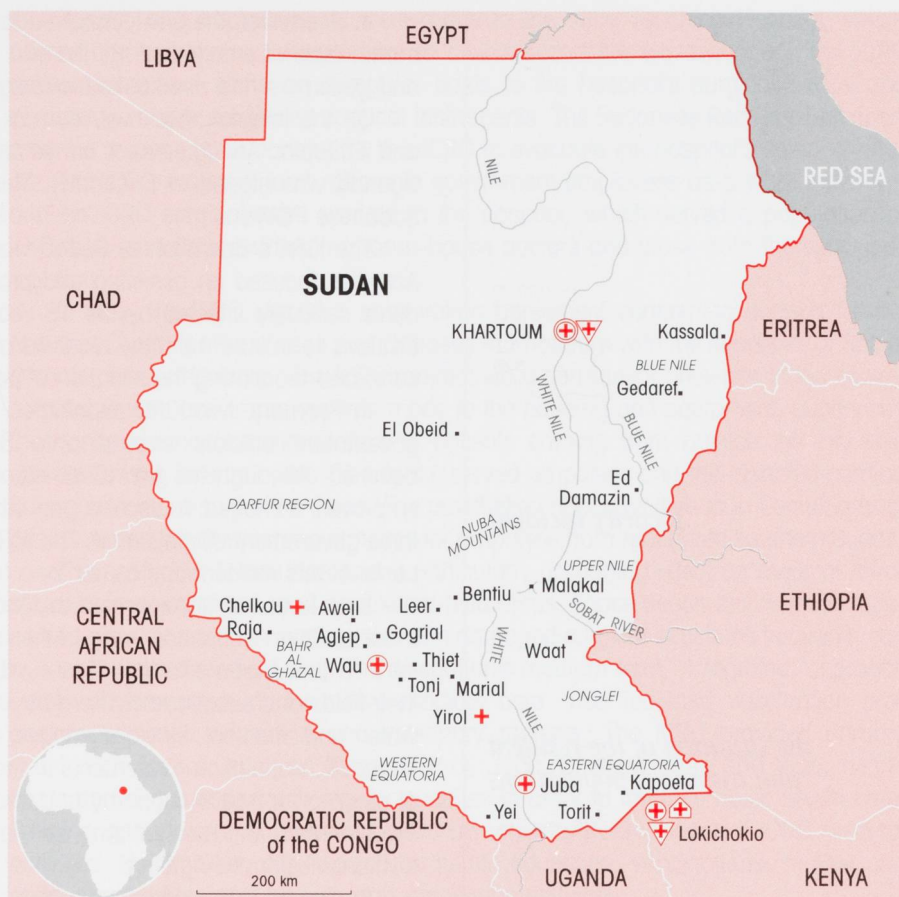 EGYPT
LIBYA
NILE
RED SEA
SUDAN
CHAD
KHARTOUM
Kassala
ERITREA
BLUE NILE
Gedaref
WHITE NILE
BLUE NILE
El Obeid
Ed
Damazin
DARFUR REGION
NUBA
MOUNTAINS
UPPER NILE
Malakal
Bentiu
Leer
Chelkou
Aweil
SOBAT RIVER
ETHIOPIA
CENTRAL
AFRICAN
REPUBLIC
Raja
Agiep
Gogrial
WHITE
Waat
BAHR
AL
GHAZAL
Wau
Thiet
Tonj
Marial
JONGLEI
Yirol
NILE
WESTERN
EQUATORIA
EASTERN EQUATORIA
Juba
Kapoeta
DEMOCRATIC REPUBLIC
of the CONGO
Yei
Torit
Lokichokio
200 km
UGANDA
KENYA